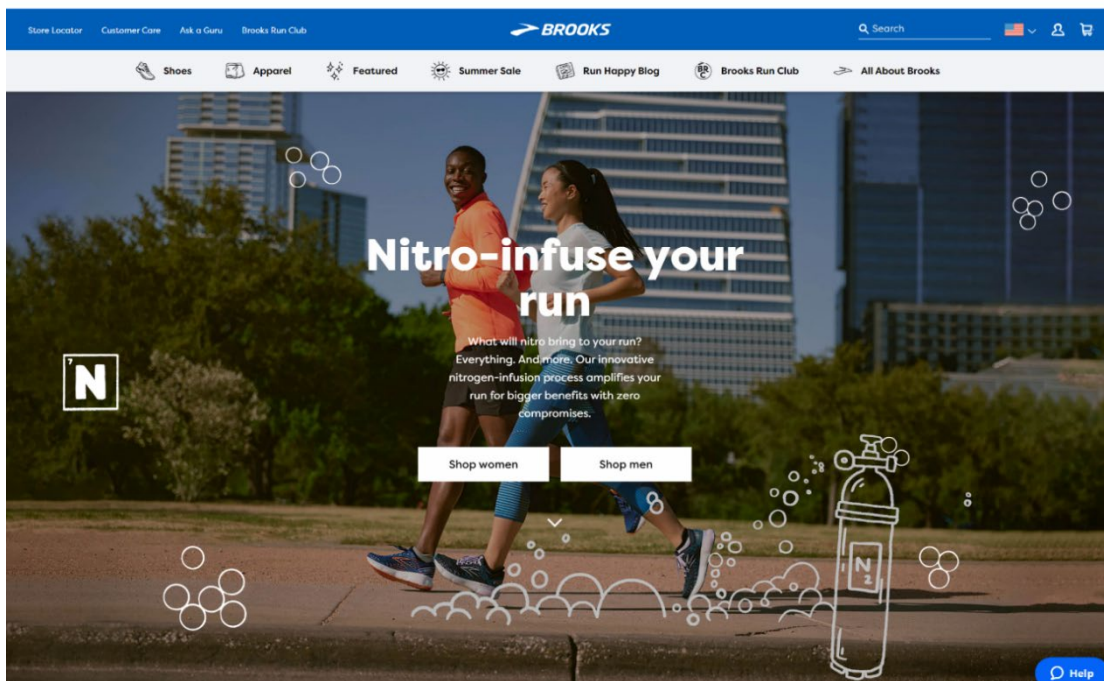 Store Locator
Customer Care
Ask a Guru
Brooks Run Club
BROOKS
Search
Shoes
Apparel
Featured
Summer Sale
BR
C
Run Happy Blog
Brooks Run Club
All About Brooks
Nitro-infuse your
run
What will nitro bring to your run?
Everything. And more. Our innovative
nitrogen-infusion process amplifies your
run for bigger benefits with zero
compromises.
7
N
Shop women
Shop men
N
2
Help